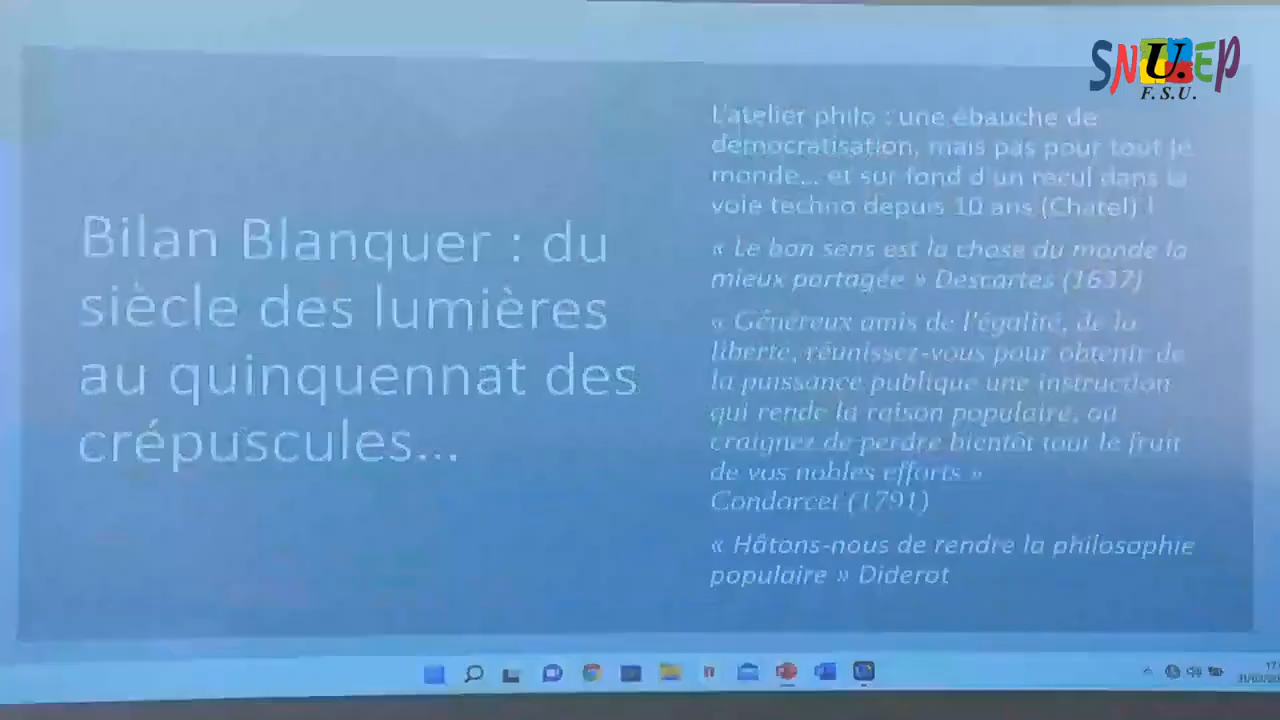 SNU.EP
F.S.U.
Bilan Blanquer : du
siècle des lumières
au quinquennat des
crépuscules...
L'atelier philo : une ébauche de
démocratisation, mais pas pour tout le
monde... et sur fond d'un recul dans la
voie techno depuis 10 ans (Chatel) !
« Le bon sens est la chose du monde la
mieux partagée » Descartes (1637)
« Généreux amis de l'égalité, de la
liberté, réunissez-vous pour obtenir de
la puissance publique une instruction
qui rende la raison populaire, ou
craignez de perdre bientôt tout le fruit
de vos nobles efforts »
Condorcet (1791)
« Hâtons-nous de rendre la philosophie
populaire » Diderot